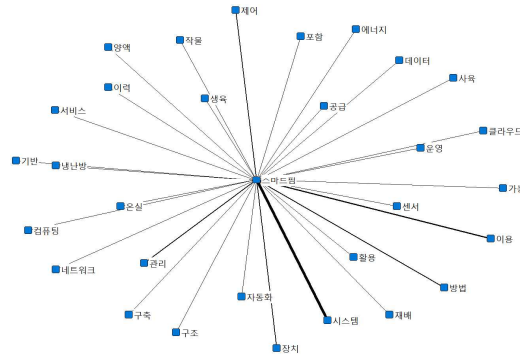 제어
에너지
포함
작물
양액
데이터
사육
이력
생육
공급
서비스
클라우드
운영
기반
냉난방
스마트팜
온실
센서
컴퓨팅
이용
활용
관리
네트워크
방법
자동화
구축
시스템
재배
구조
장치